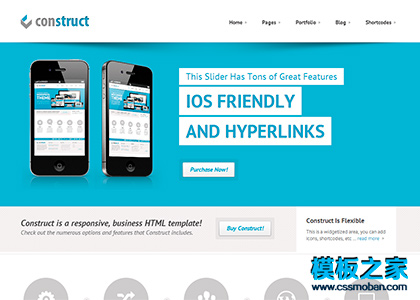 construct
Home Pages Portfolio Blog Shortcodes
This Slider Has Tons of Great Features
IOS FRIENDLY
AND HYPERLINKS
Purchase Now!
Construct is a responsive, business HTML template!
Check out the numerous options and features that Construct includes.
Buy Construct!
Construct Is Flexible
This is a widgetized area, you can add
icons, shortcodes, etc ... read more
模板之家
www.cssmoban.com